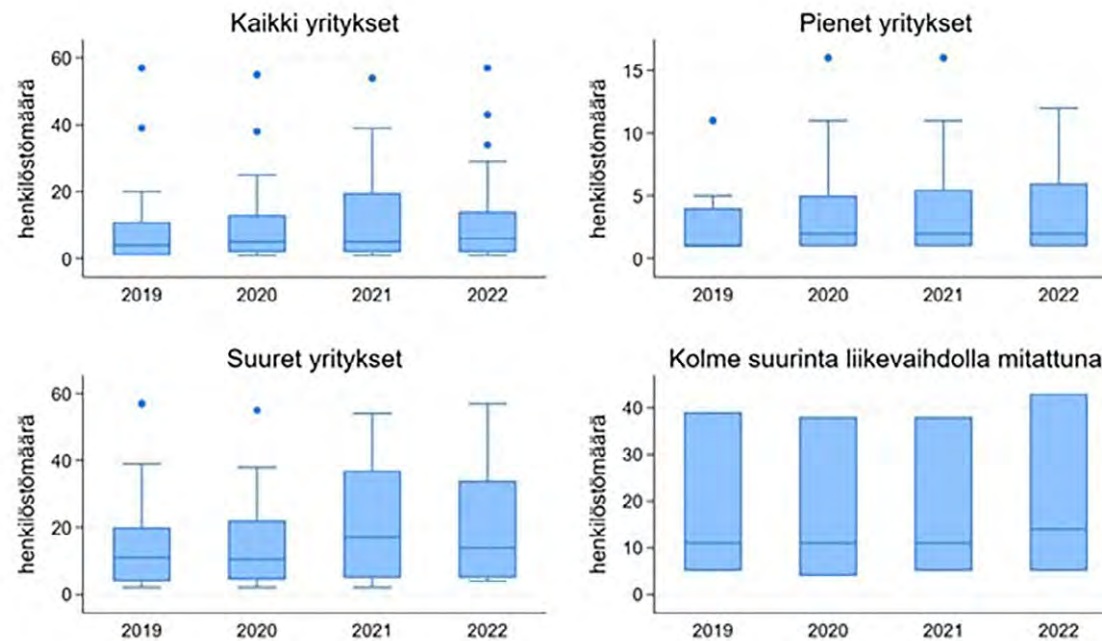 Kaikki yritykset
henkilöstömäärä
60
40
20
0
2019 2020 2021 2022
Pienet yritykset
henkilöstömäärä
15
10
5
0
2019 2020 2021 2022
Suuret yritykset
henkilöstömäärä
60
40
20
0
2019 2020 2021 2022
Kolme suurinta liikevaihdolla mitattuna
henkilöstömäärä
40
30
20
10
0
2019 2020 2021 2022